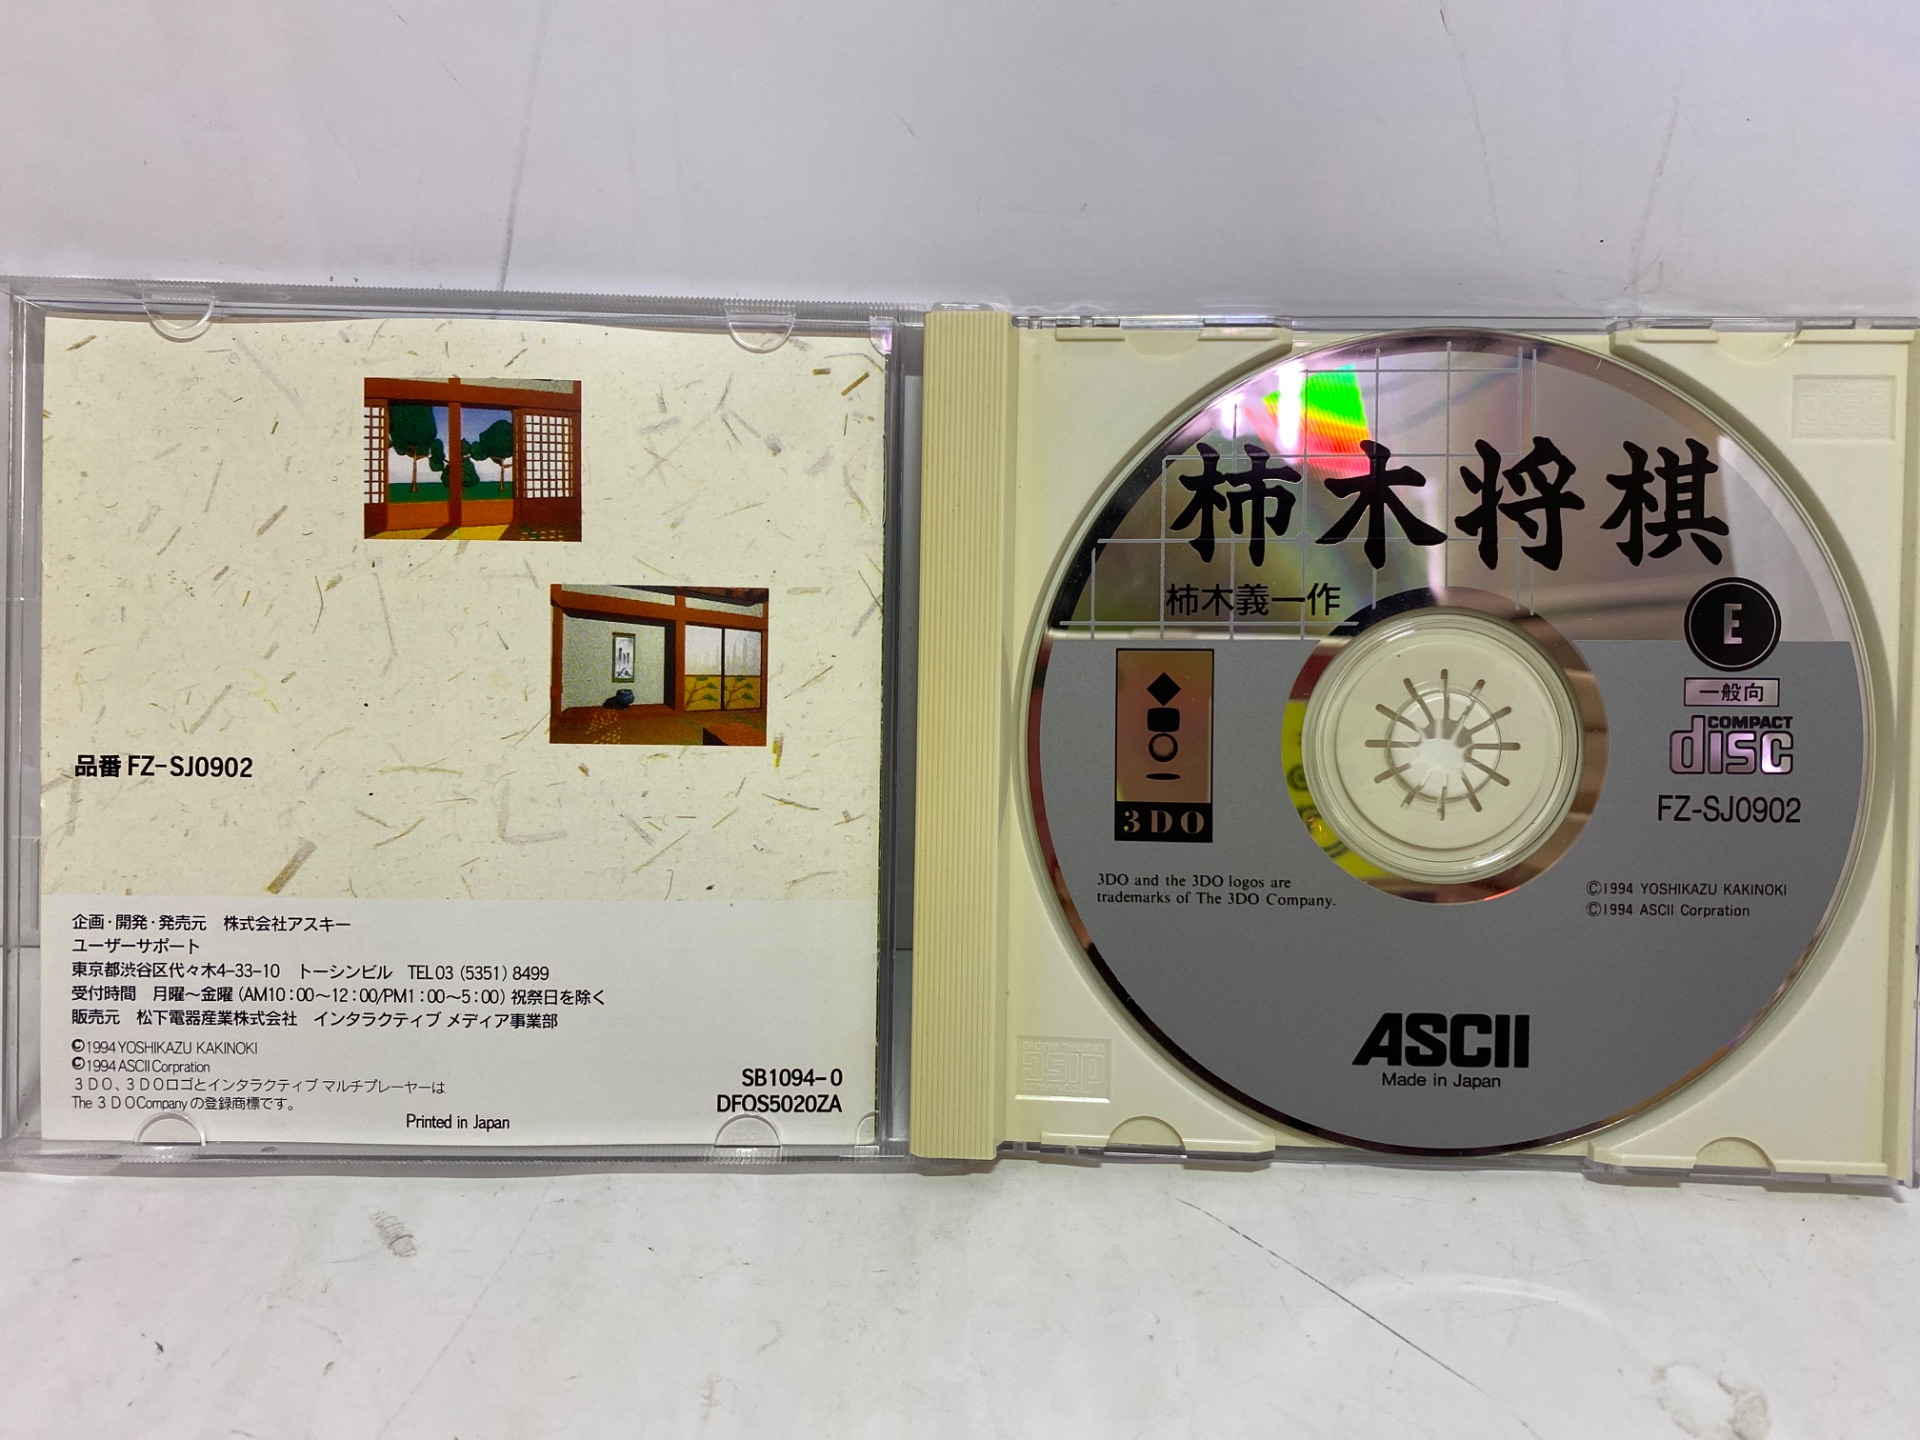 品番 FZ-SJ0902
企画・開発・発売元　株式会社アスキー
ユーザーサポート
東京都渋谷区代々木4-33-10　トーシンビル　TEL 03 (5351) 8499
受付時間　月曜〜金曜 (AM10:00〜12:00/PM1:00〜5:00) 祝祭日を除く
販売元　松下電器産業株式会社　インタラクティブ メディア事業部
©1994 YOSHIKAZU KAKINOKI
©1994 ASCII Corpration
3DO、3DOロゴとインタラクティブ マルチプレーヤーは
The 3DO Company の登録商標です。
Printed in Japan
SB1094-0
DFQS5020ZA
柿木将棋
柿木義一作
E
一般向
COMPACT
disc
FZ-SJ0902
3DO
3DO and the 3DO logos are
trademarks of The 3DO Company.
©1994 YOSHIKAZU KAKINOKI
©1994 ASCII Corpration
ASCII
Made in Japan
COMPACT
disc
DIGITAL AUDIO